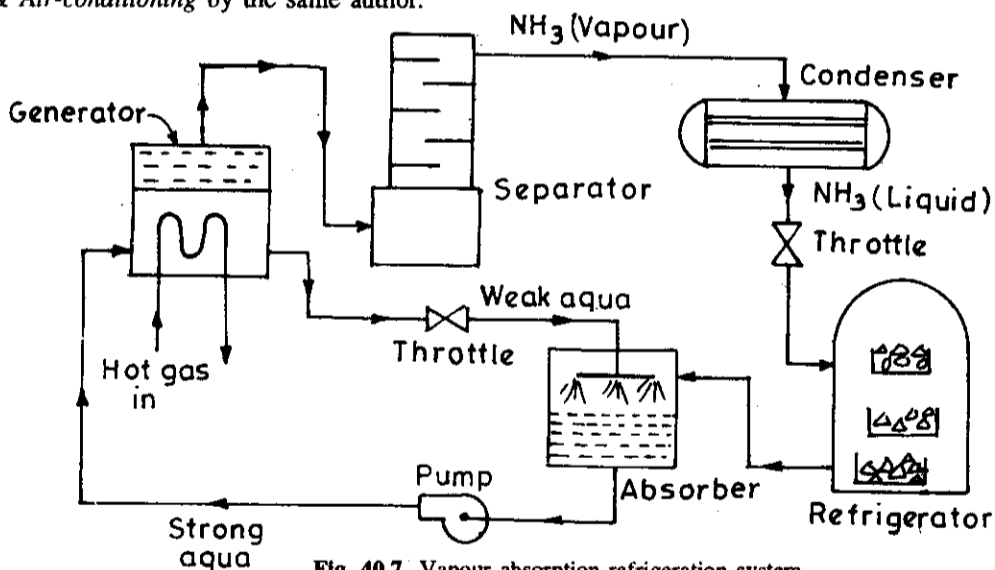 & Air-conditioning by the same author.
NH3 (Vapour)
Condenser
Generator
Separator
NH3 (Liquid)
Throttle
Weak aqua
Throttle
Hot gas
in
Pump
Absorber
Refrigerator
Strong
aqua
Fig. 40.7 Vapour absorption refrigeration system